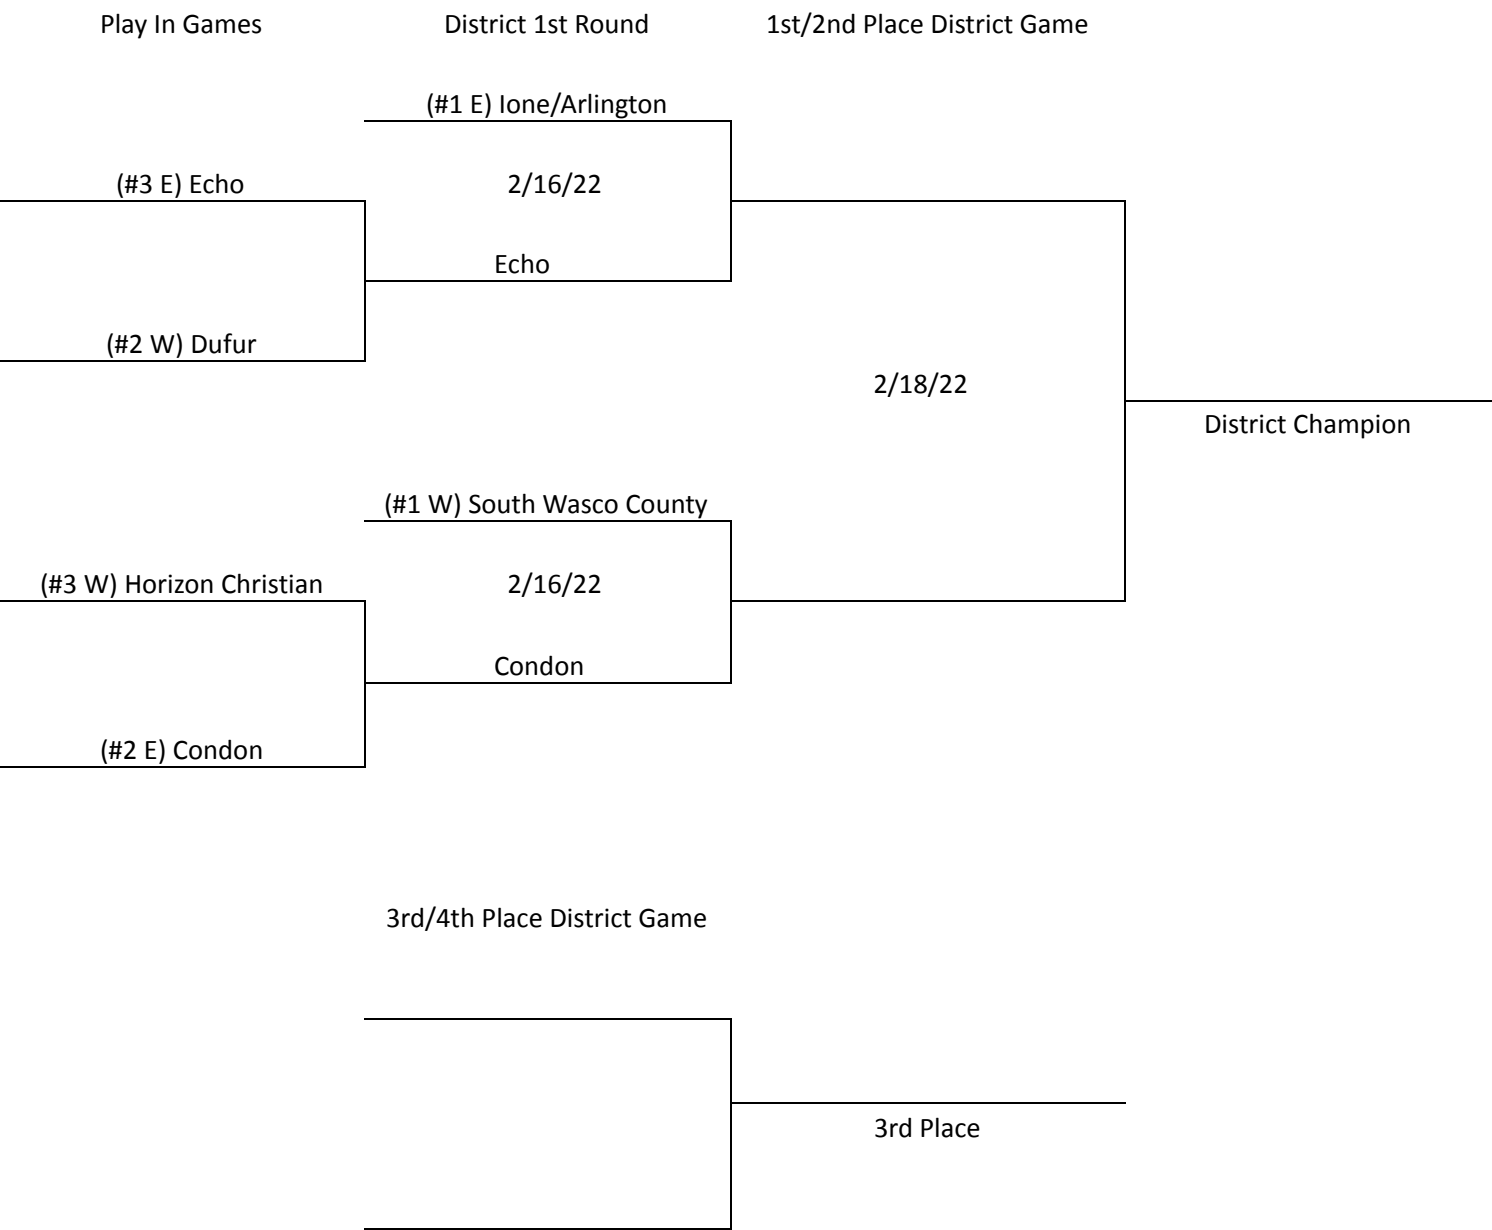 Play In Games
District 1st Round
1st/2nd Place District Game
(#1 E) Ione/Arlington
(#3 E) Echo
2/16/22
Echo
(#2 W) Dufur
2/18/22
District Champion
(#1 W) South Wasco County
(#3 W) Horizon Christian
2/16/22
Condon
(#2 E) Condon
3rd/4th Place District Game
3rd Place